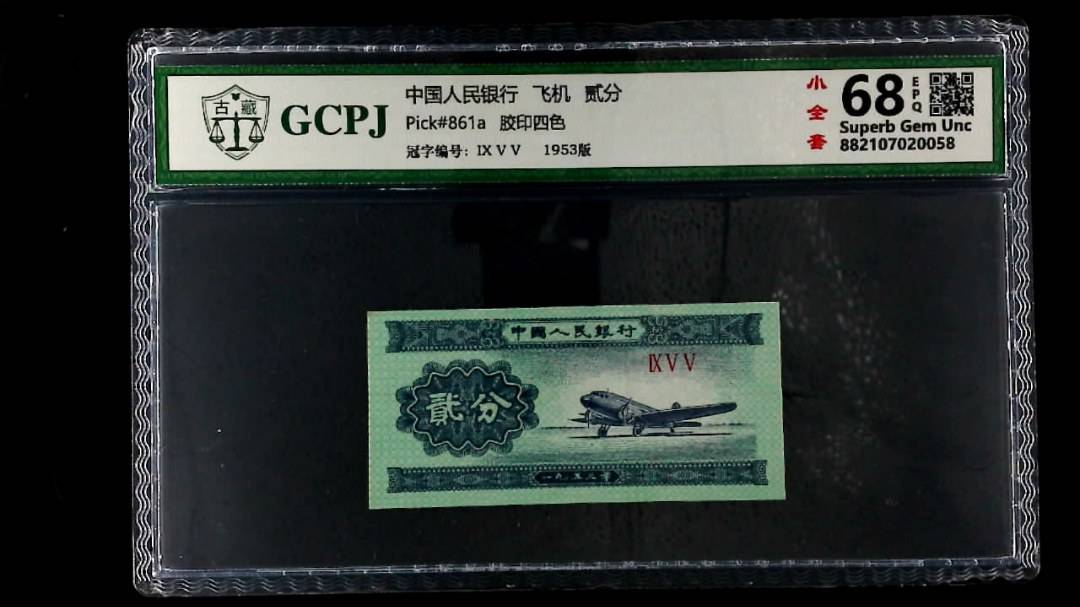 古藏
GCPJ
中国人民银行 飞机 贰分
Pick#861a 胶印四色
冠字编号: IX V V 1953版
小全套
68 EPQ
Superb Gem Unc
882107020058
中國人民銀行
IX V V
貳分
一九五三年